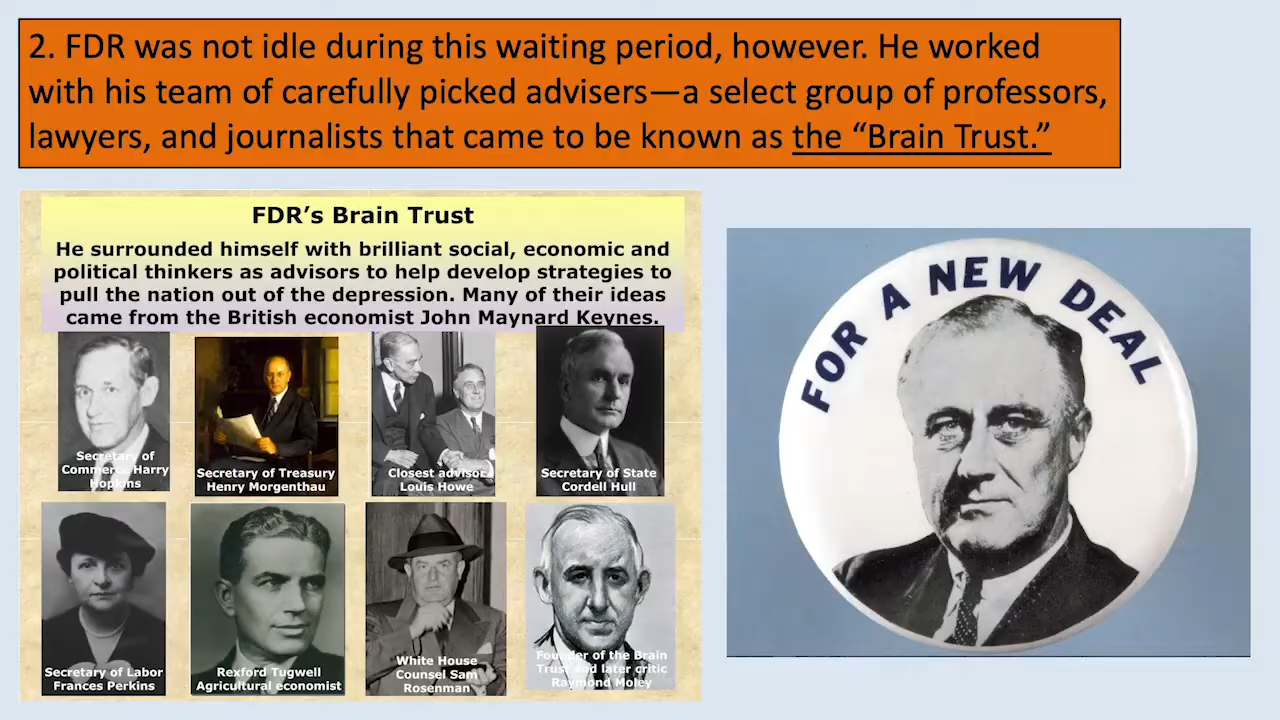 2. FDR was not idle during this waiting period, however. He worked
with his team of carefully picked advisers—a select group of professors,
lawyers, and journalists that came to be known as the “Brain Trust.”
FDR’s Brain Trust
He surrounded himself with brilliant social, economic and
political thinkers as advisors to help develop strategies to
pull the nation out of the depression. Many of their ideas
came from the British economist John Maynard Keynes.
Secretary of
Commerce Harry
Hopkins
Secretary of Treasury
Henry Morgenthau
Closest advisor
Louis Howe
Secretary of State
Cordell Hull
Secretary of Labor
Frances Perkins
Rexford Tugwell
Agricultural economist
White House
Counsel Sam
Rosenman
Founder of the Brain
Trust and later critic
Raymond Moley
FOR A NEW DEAL